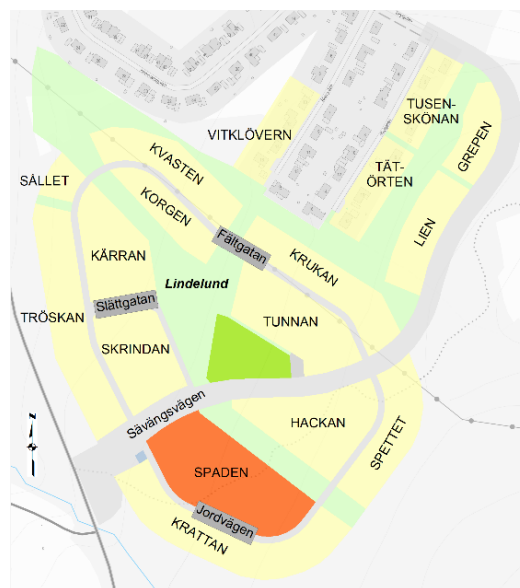 TUSEN-
SKÖNAN
VITKLÖVERN
GREPEN
KVASTEN
TÄT-
ÖRTEN
SÅLLET
KORGEN
LIEN
Fältgatan
KÄRRAN
KRUKAN
Lindelund
Slättgatan
TRÖSKAN
TUNNAN
SKRINDAN
Sävängsvägen
HACKAN
SPETTET
SPADEN
Jordvägen
KRATTAN